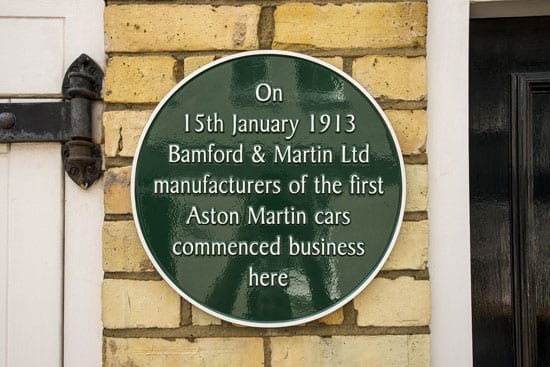 On
15th January 1913
Bamford & Martin Ltd
manufacturers of the first
Aston Martin cars
commenced business
here